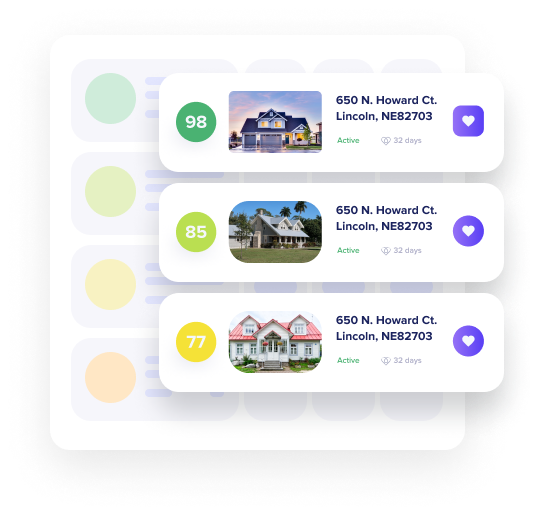 98
650 N. Howard Ct.
Lincoln, NE82703
Active
32 days
85
650 N. Howard Ct.
Lincoln, NE82703
Active
32 days
77
650 N. Howard Ct.
Lincoln, NE82703
Active
32 days